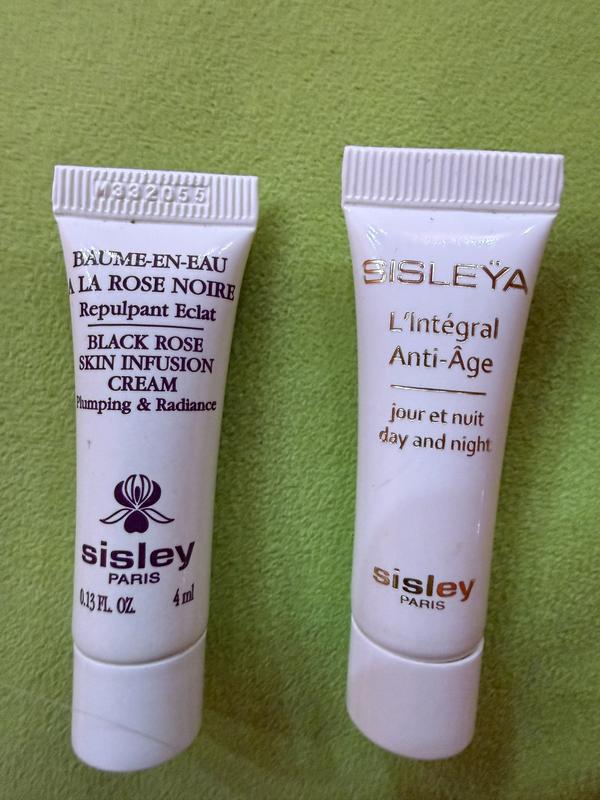 M332055
BAUME-EN-EAU
A LA ROSE NOIRE
Repulpant Eclat
BLACK ROSE
SKIN INFUSION
CREAM
Plumping & Radiance
sisley
PARIS
0.13 FL. OZ. 4 ml
SISLEŸA
L'Intégral
Anti-Âge
jour et nuit
day and night
sisley
PARIS